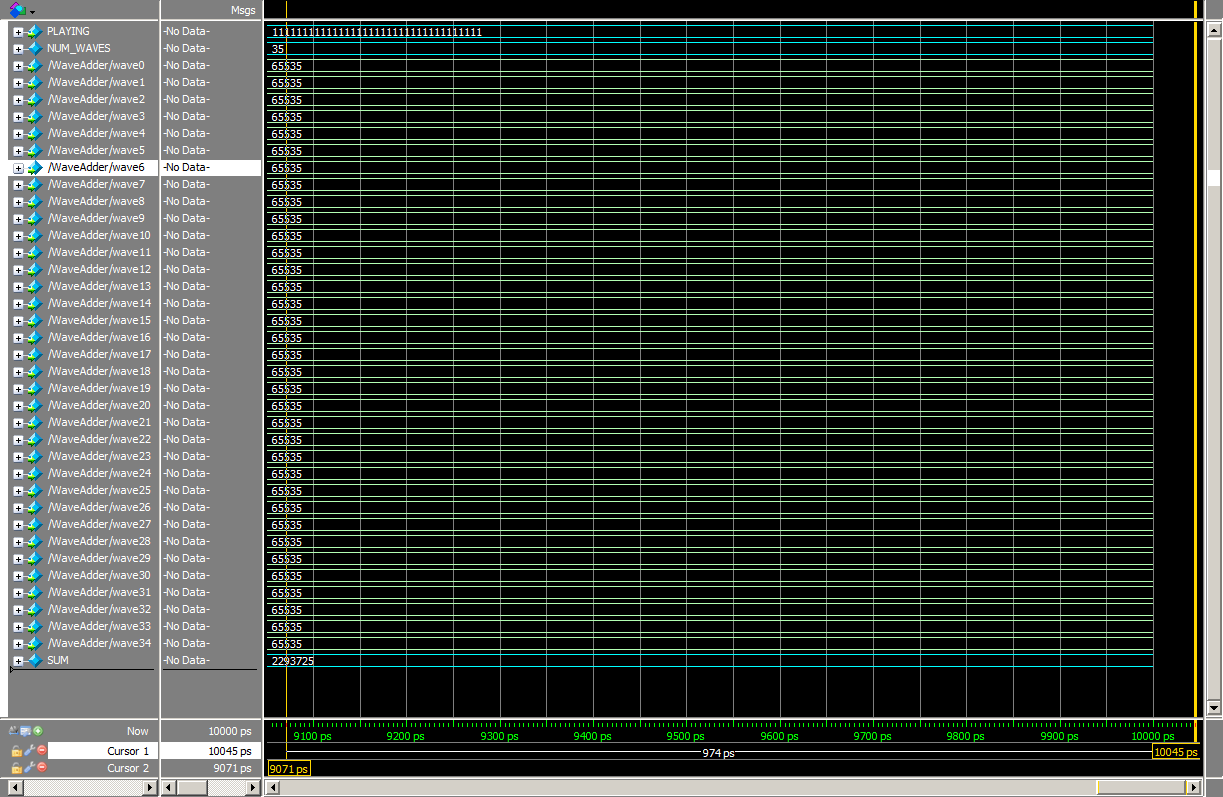 Msgs
PLAYING -No Data- 11111111111111111111111111111111111
NUM_WAVES -No Data- 35
/WaveAdder/wave0 -No Data- 65535
/WaveAdder/wave1 -No Data- 65535
/WaveAdder/wave2 -No Data- 65535
/WaveAdder/wave3 -No Data- 65535
/WaveAdder/wave4 -No Data- 65535
/WaveAdder/wave5 -No Data- 65535
/WaveAdder/wave6 -No Data- 65535
/WaveAdder/wave7 -No Data- 65535
/WaveAdder/wave8 -No Data- 65535
/WaveAdder/wave9 -No Data- 65535
/WaveAdder/wave10 -No Data- 65535
/WaveAdder/wave11 -No Data- 65535
/WaveAdder/wave12 -No Data- 65535
/WaveAdder/wave13 -No Data- 65535
/WaveAdder/wave14 -No Data- 65535
/WaveAdder/wave15 -No Data- 65535
/WaveAdder/wave16 -No Data- 65535
/WaveAdder/wave17 -No Data- 65535
/WaveAdder/wave18 -No Data- 65535
/WaveAdder/wave19 -No Data- 65535
/WaveAdder/wave20 -No Data- 65535
/WaveAdder/wave21 -No Data- 65535
/WaveAdder/wave22 -No Data- 65535
/WaveAdder/wave23 -No Data- 65535
/WaveAdder/wave24 -No Data- 65535
/WaveAdder/wave25 -No Data- 65535
/WaveAdder/wave26 -No Data- 65535
/WaveAdder/wave27 -No Data- 65535
/WaveAdder/wave28 -No Data- 65535
/WaveAdder/wave29 -No Data- 65535
/WaveAdder/wave30 -No Data- 65535
/WaveAdder/wave31 -No Data- 65535
/WaveAdder/wave32 -No Data- 65535
/WaveAdder/wave33 -No Data- 65535
/WaveAdder/wave34 -No Data- 65535
SUM -No Data- 2293725
Now 10000 ps 9100 ps 9200 ps 9300 ps 9400 ps 9500 ps 9600 ps 9700 ps 9800 ps 9900 ps 10000 ps
Cursor 1 10045 ps 974 ps 10045 ps
Cursor 2 9071 ps 9071 ps